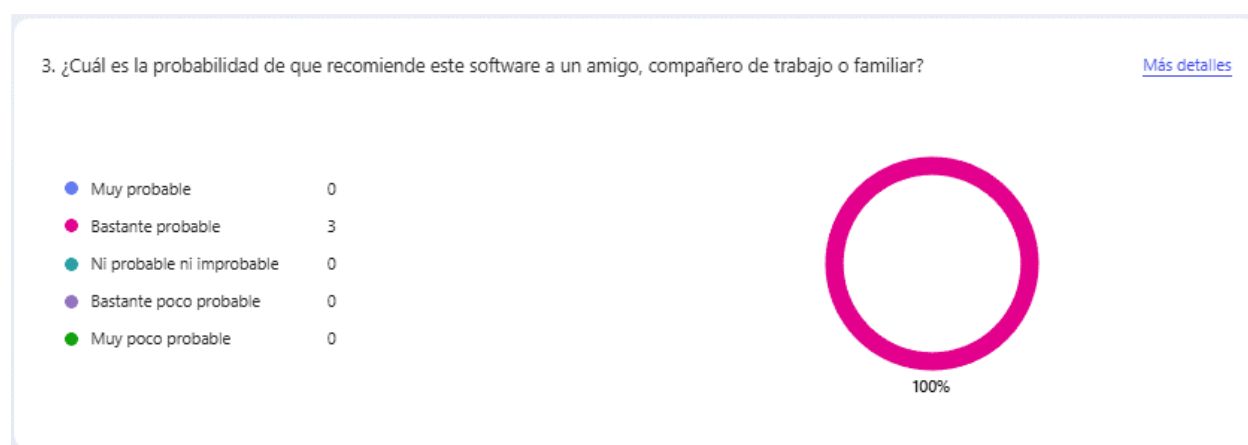 3. ¿Cuál es la probabilidad de que recomiende este software a un amigo, compañero de trabajo o familiar?
Más detalles
Muy probable 0
Bastante probable 3
Ni probable ni improbable 0
Bastante poco probable 0
Muy poco probable 0
100%